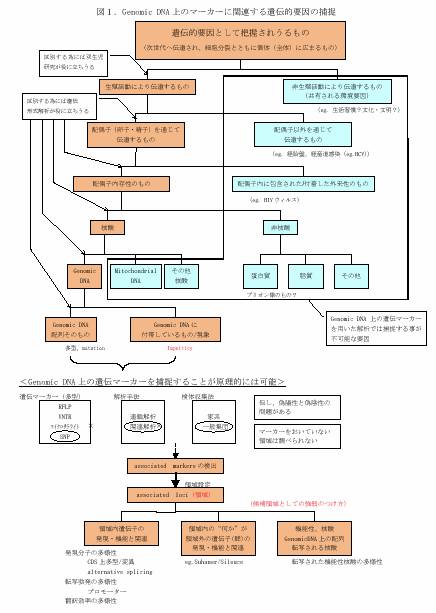 図1．Genomic DNA 上のマーカーに関連する遺伝的要因の捕捉
遺伝的要因として把握されうるもの
（次世代へ伝達され、細胞分裂とともに個体（全体）に広まるもの）
区別する為には双生児
研究が役に立ちうる
生殖活動により伝達するもの
非生殖活動により伝達するもの
（共有される環境要因）
(eg. 生活習慣？文化・文明？)
区別する為には遺伝
形式解析が役に立ちうる
配偶子（卵子・精子）を通じて
伝達するもの
配偶子以外を通じて
伝達するもの
(eg. 経胎盤、経産道感染 (eg.HCV))
配偶子内存性のもの
配偶子内に包含された/付着した外来性のもの
(eg. HIVウィルス)
核酸
非核酸
Genomic
DNA
Mitochondrial
DNA
その他
核酸
蛋白質
脂質
その他
プリオン様のもの？
Genomic DNA
配列そのもの
Genomic DNA に
付帯しているもの/現象
多型, mutation
Genomic DNA 上の遺伝マーカー
を用いた解析では捕捉する事が
不可能な要因
＜Genomic DNA 上の遺伝マーカーを捕捉することが原理的には可能＞
遺伝マーカー（多型）
解析手法
検体収集法
RFLP
VNTR
マイクロサテライト
SNP
連鎖解析
関連解析
家系
一般集団
但し、偽陽性と偽陰性の
問題がある
マーカーをおいていない
領域は調べられない
associated markers の検出
領域設定
associated loci（領域）
（候補領域としての強弱のつけ方）
領域内遺伝子の
発現・機能と関連
領域内の“何か”が
領域外の遺伝子(群)の
発現・機能と関連
機能性、核酸
GenomicDNA上の配列
転写される核酸
発現分子の多様性
CDS上多型/変異
alternative splicing
転写効率の多様性
プロモーター
翻訳効率の多様性
eg.Enhancer/Silence
転写された機能性核酸の多様性